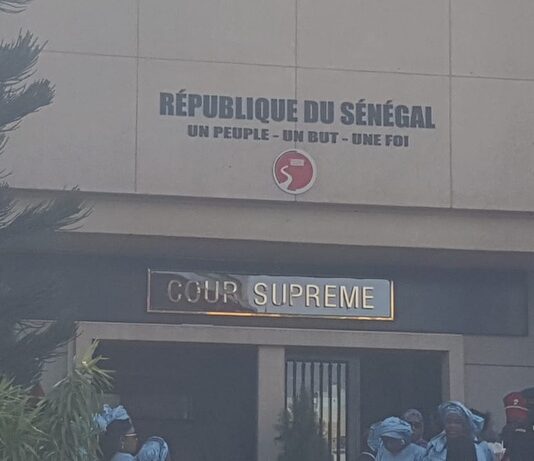 RÉPUBLIQUE DU SÉNÉGAL
UN PEUPLE - UN BUT - UNE FOI
COUR SUPREME